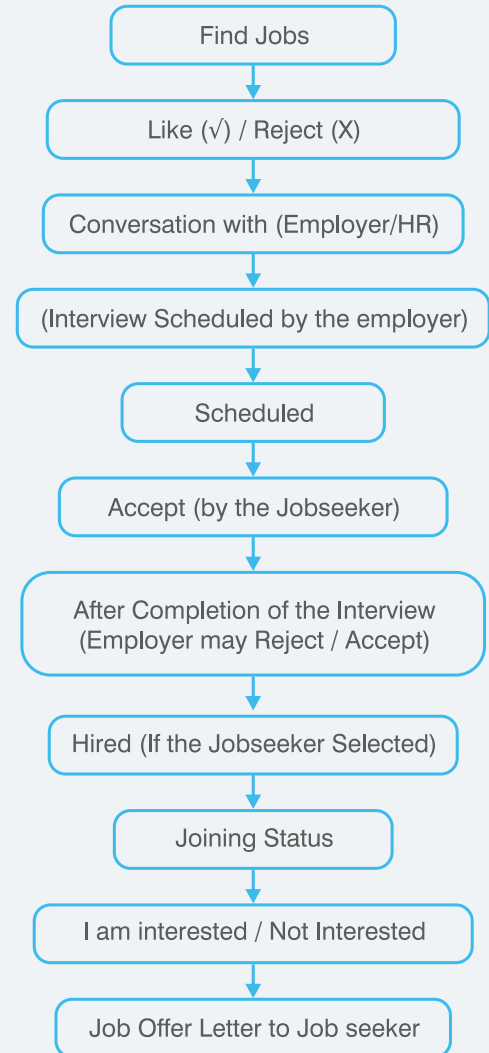 Find Jobs
Like (√) / Reject (X)
Conversation with (Employer/HR)
(Interview Scheduled by the employer)
Scheduled
Accept (by the Jobseeker)
After Completion of the Interview
(Employer may Reject / Accept)
Hired (If the Jobseeker Selected)
Joining Status
I am interested / Not Interested
Job Offer Letter to Job seeker